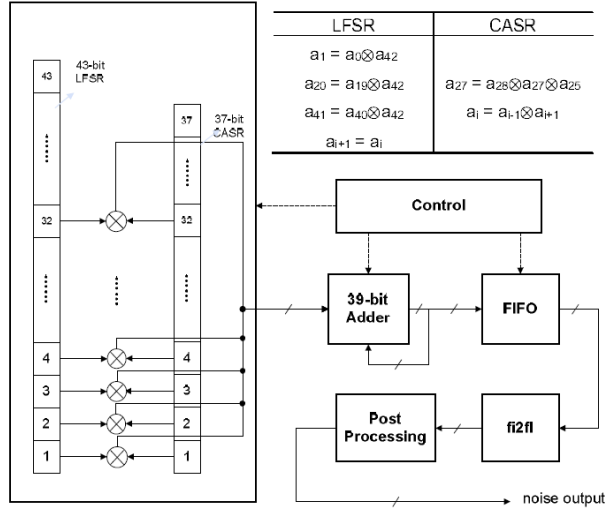 LFSR CASR
a1 = a0⊗a42
a20 = a19⊗a42 a27 = a28⊗a27⊗a25
a41 = a40⊗a42 ai = ai-1⊗ai+1
ai+1 = ai
43 43-bit
LFSR
37 37-bit
CASR
32 32
4 4
3 3
2 2
1 1
Control
39-bit
Adder
FIFO
Post
Processing
fi2fl
noise output